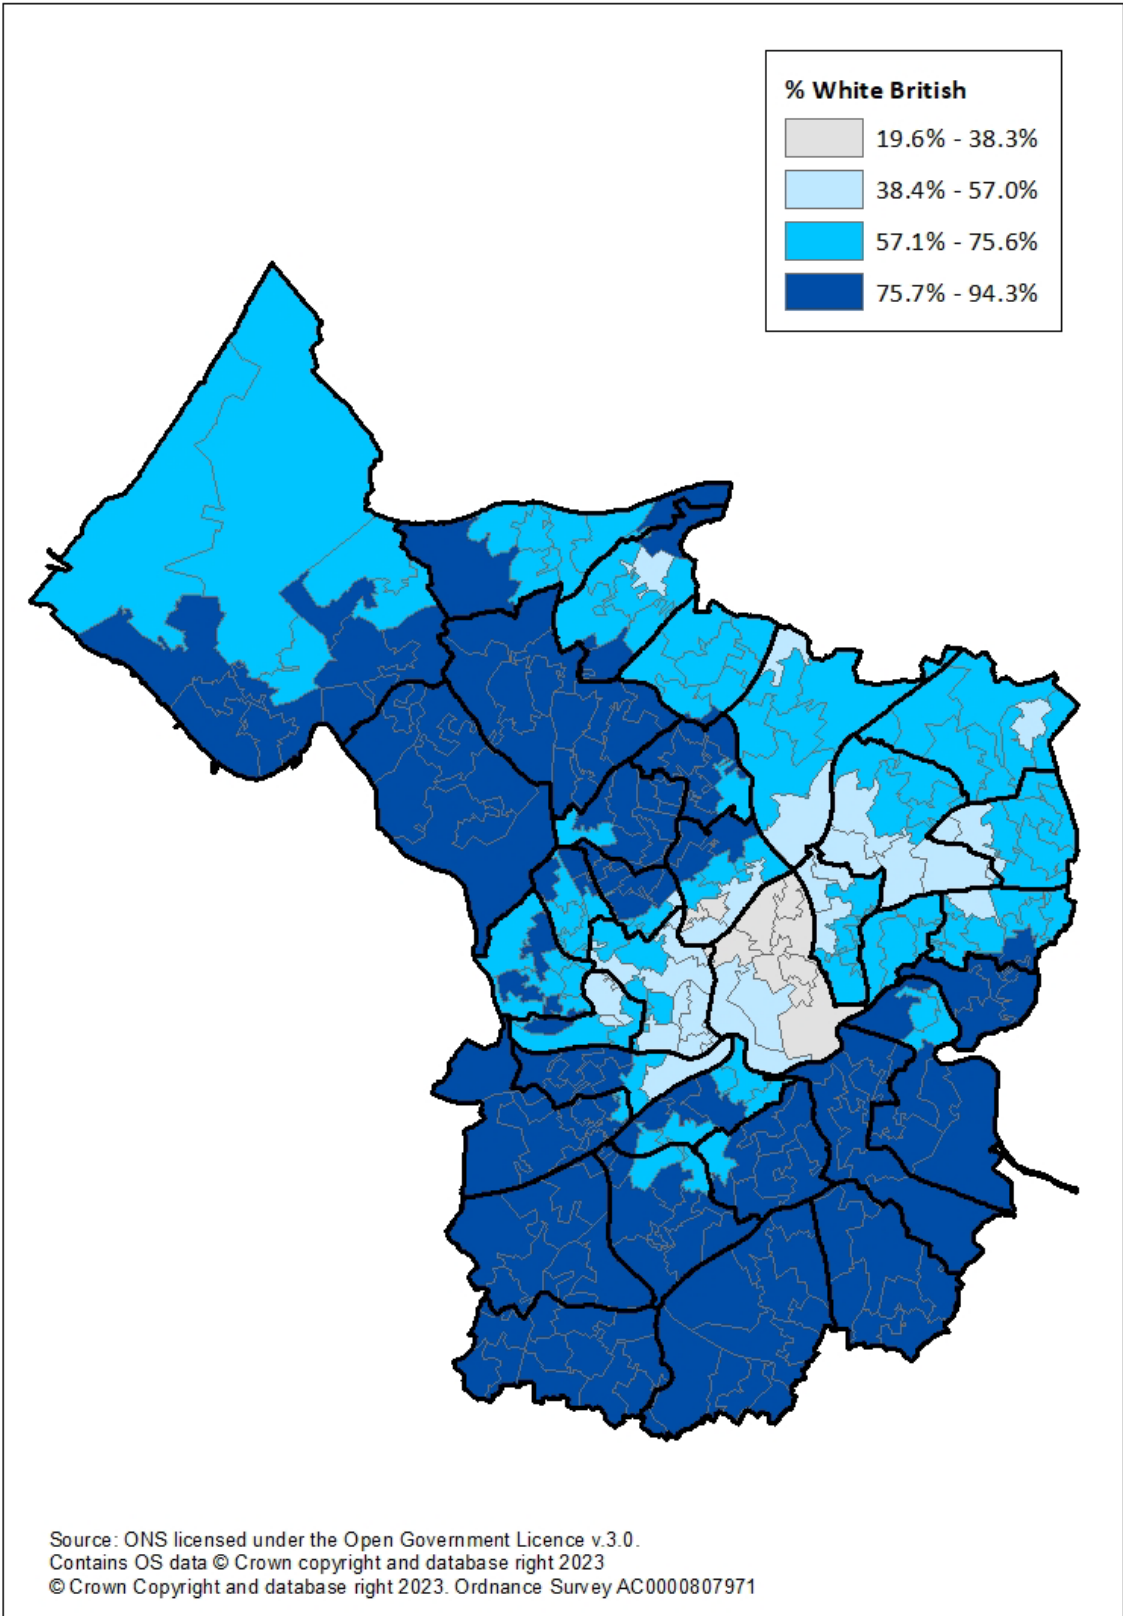 % White British
19.6% - 38.3%
38.4% - 57.0%
57.1% - 75.6%
75.7% - 94.3%
Source: ONS licensed under the Open Government Licence v.3.0.
Contains OS data © Crown copyright and database right 2023
© Crown Copyright and database right 2023. Ordnance Survey AC0000807971